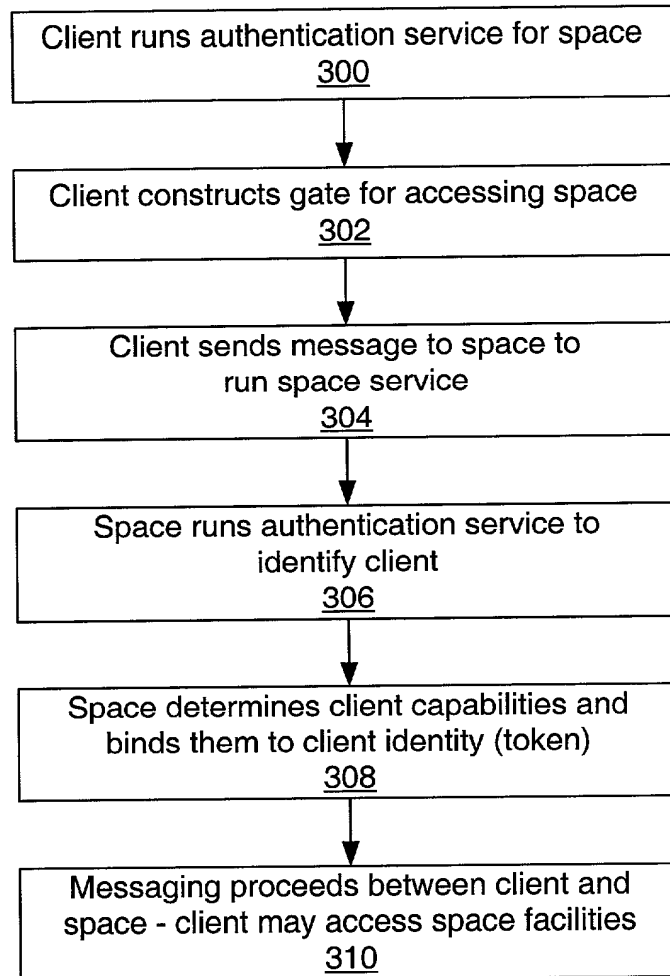 Client runs authentication service for space
300
Client constructs gate for accessing space
302
Client sends message to space to
run space service
304
Space runs authentication service to
identify client
306
Space determines client capabilities and
binds them to client identity (token)
308
Messaging proceeds between client and
space - client may access space facilities
310